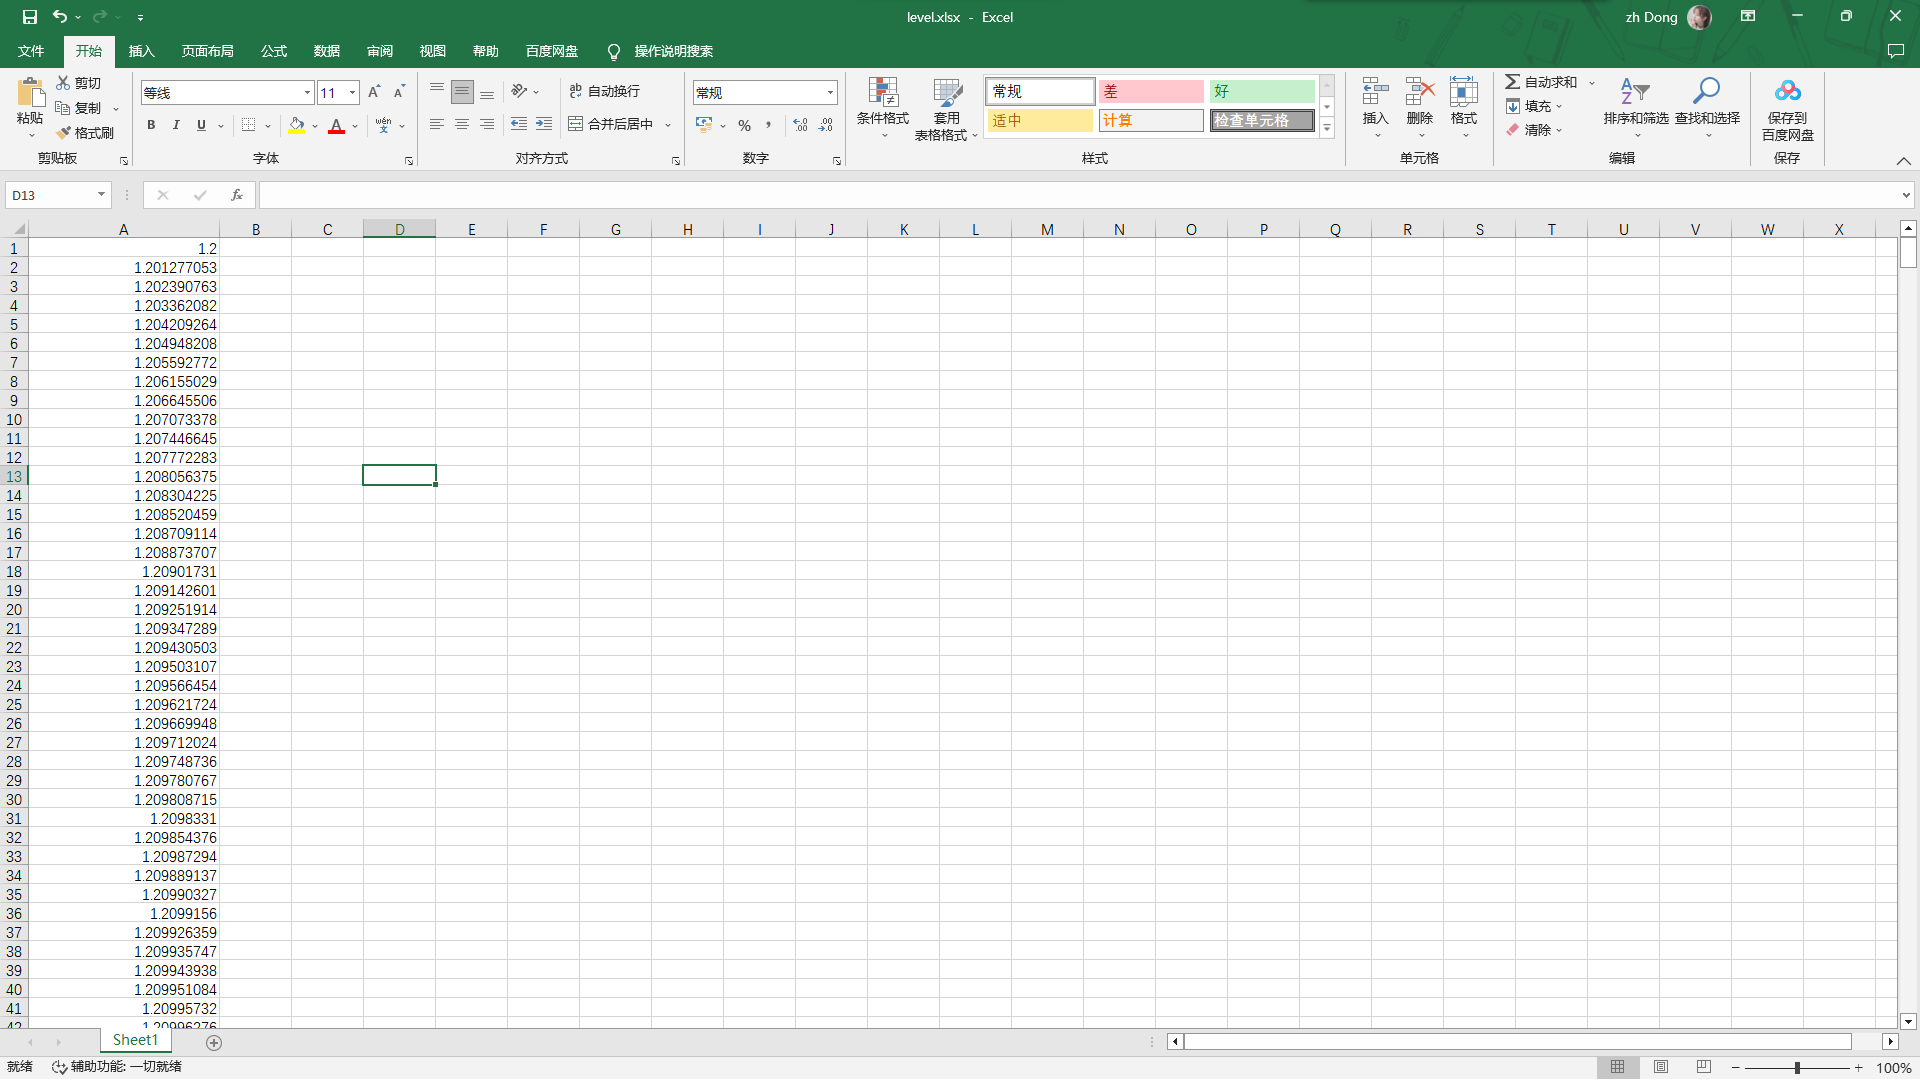 level.xlsx - Excel
zh Dong
文件 开始 插入 页面布局 公式 数据 审阅 视图 帮助 百度网盘 操作说明搜索
粘贴 剪切 复制 格式刷
剪贴板
等线 11
B I U A wén 文
字体
ab 自动换行
合并后居中
对齐方式
常规
%
数字
条件格式
套用
表格格式
常规 差 好
适中 计算 检查单元格
样式
插入 删除 格式
单元格
自动求和
填充
清除
排序和筛选 查找和选择
编辑
保存到
百度网盘
保存
D13 fx
A B C D E F G H I J K L M N O P Q R S T U V W X
1 1.2
2 1.201277053
3 1.202390763
4 1.203362082
5 1.204209264
6 1.204948208
7 1.205592772
8 1.206155029
9 1.206645506
10 1.207073378
11 1.207446645
12 1.207772283
13 1.208056375
14 1.208304225
15 1.208520459
16 1.208709114
17 1.208873707
18 1.20901731
19 1.209142601
20 1.209251914
21 1.209347289
22 1.209430503
23 1.209503107
24 1.209566454
25 1.209621724
26 1.209669948
27 1.209712024
28 1.209748736
29 1.209780767
30 1.209808715
31 1.2098331
32 1.209854376
33 1.20987294
34 1.209889137
35 1.20990327
36 1.2099156
37 1.209926359
38 1.209935747
39 1.209943938
40 1.209951084
41 1.20995732
42 1.20996276
Sheet1
就绪 辅助功能: 一切就绪 100%